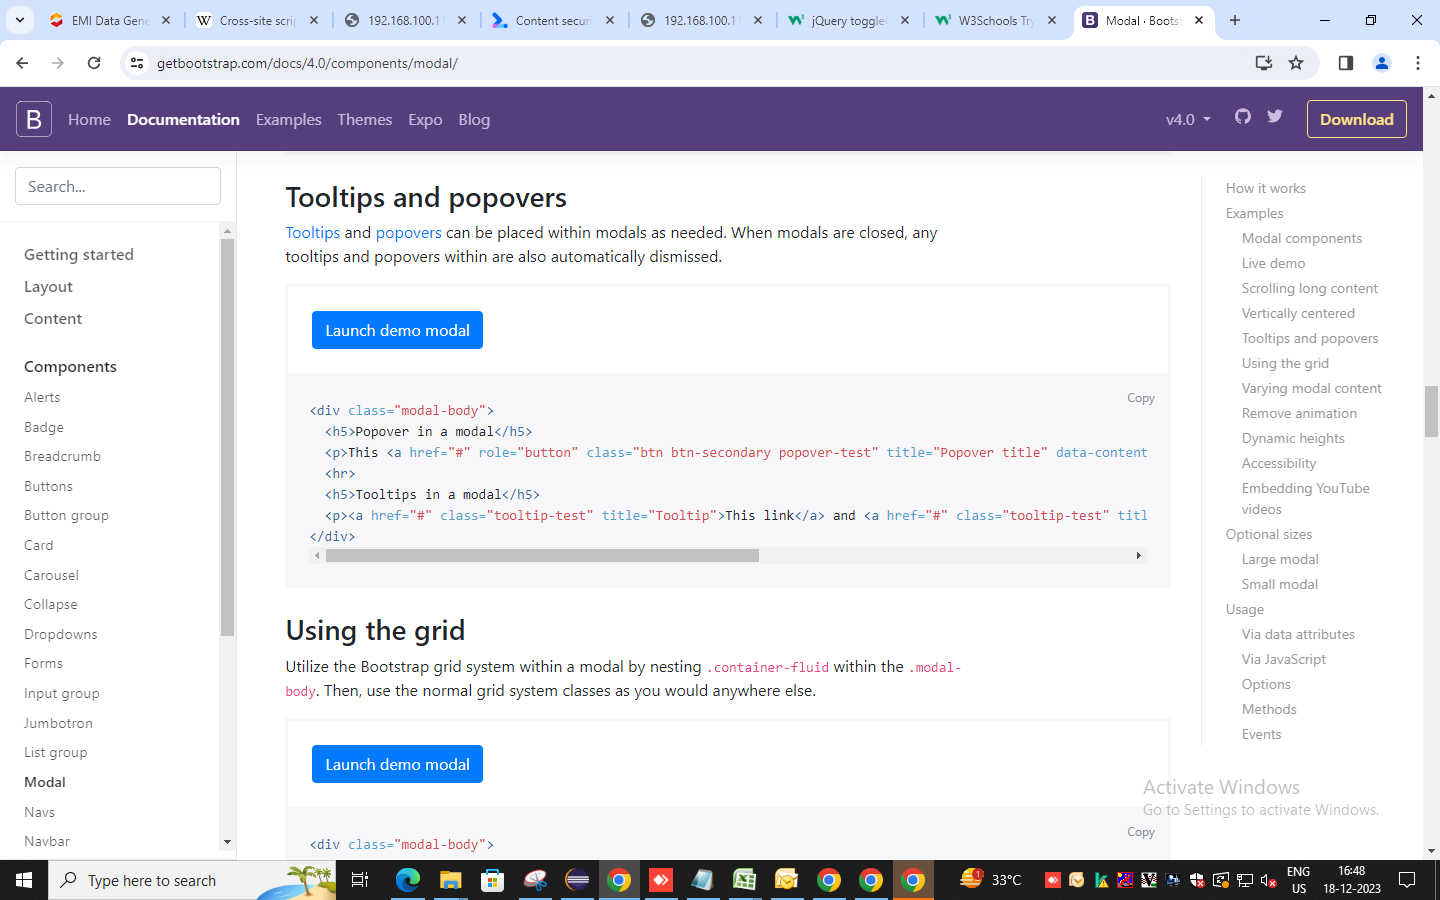 EMI Data Gene
Cross-site scrip
192.168.100.11
Content securi
192.168.100.11
jQuery toggle
W3Schools Try
Modal · Boots
getbootstrap.com/docs/4.0/components/modal/
B
Home
Documentation
Examples
Themes
Expo
Blog
v4.0
Download
Search...
Getting started
Layout
Content
Components
Alerts
Badge
Breadcrumb
Buttons
Button group
Card
Carousel
Collapse
Dropdowns
Forms
Input group
Jumbotron
List group
Modal
Navs
Navbar
Tooltips and popovers
Tooltips and popovers can be placed within modals as needed. When modals are closed, any
tooltips and popovers within are also automatically dismissed.
Launch demo modal
Copy
<div class="modal-body">
<h5>Popover in a modal</h5>
<p>This <a href="#" role="button" class="btn btn-secondary popover-test" title="Popover title" data-content
<hr>
<h5>Tooltips in a modal</h5>
<p><a href="#" class="tooltip-test" title="Tooltip">This link</a> and <a href="#" class="tooltip-test" titl
</div>
Using the grid
Utilize the Bootstrap grid system within a modal by nesting .container-fluid within the .modal-
body. Then, use the normal grid system classes as you would anywhere else.
Launch demo modal
Copy
<div class="modal-body">
How it works
Examples
Modal components
Live demo
Scrolling long content
Vertically centered
Tooltips and popovers
Using the grid
Varying modal content
Remove animation
Dynamic heights
Accessibility
Embedding YouTube
videos
Optional sizes
Large modal
Small modal
Usage
Via data attributes
Via JavaScript
Options
Methods
Events
Activate Windows
Go to Settings to activate Windows.
Type here to search
33°C
ENG
US
16:48
18-12-2023